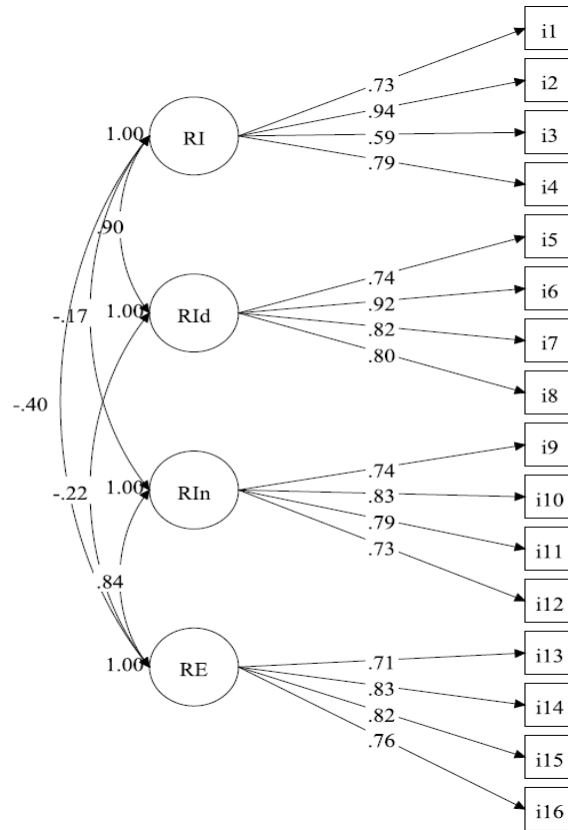 i1
.73
i2
.94
1.00
RI
.59
i3
.79
i4
.90
i5
.74
i6
.92
-.17
1.00
RId
.82
i7
.80
i8
-.40
i9
.74
-.22
1.00
RIn
.83
i10
.79
i11
.73
i12
.84
i13
.71
1.00
RE
.83
i14
.82
i15
.76
i16